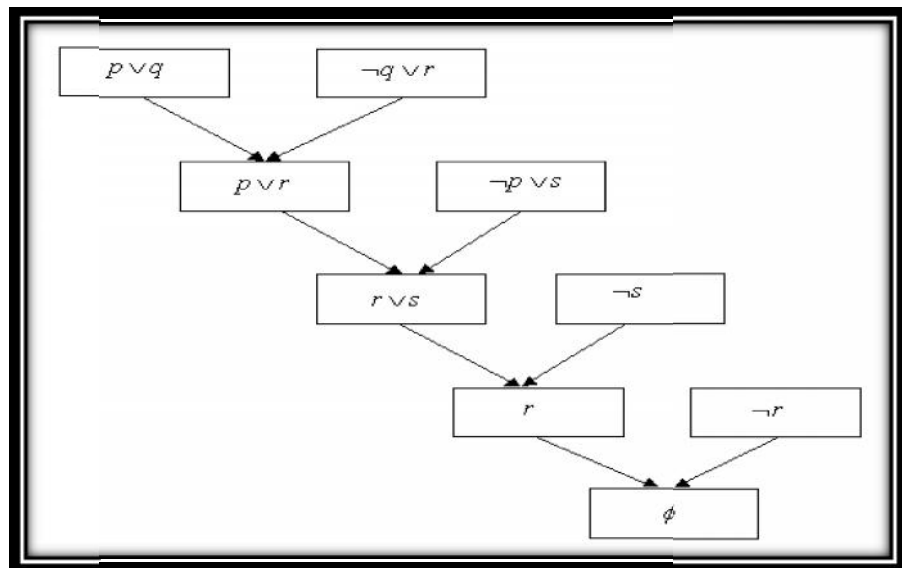 p ∨ q ¬q ∨ r
p ∨ r ¬p ∨ s
r ∨ s ¬s
r ¬r
ϕ